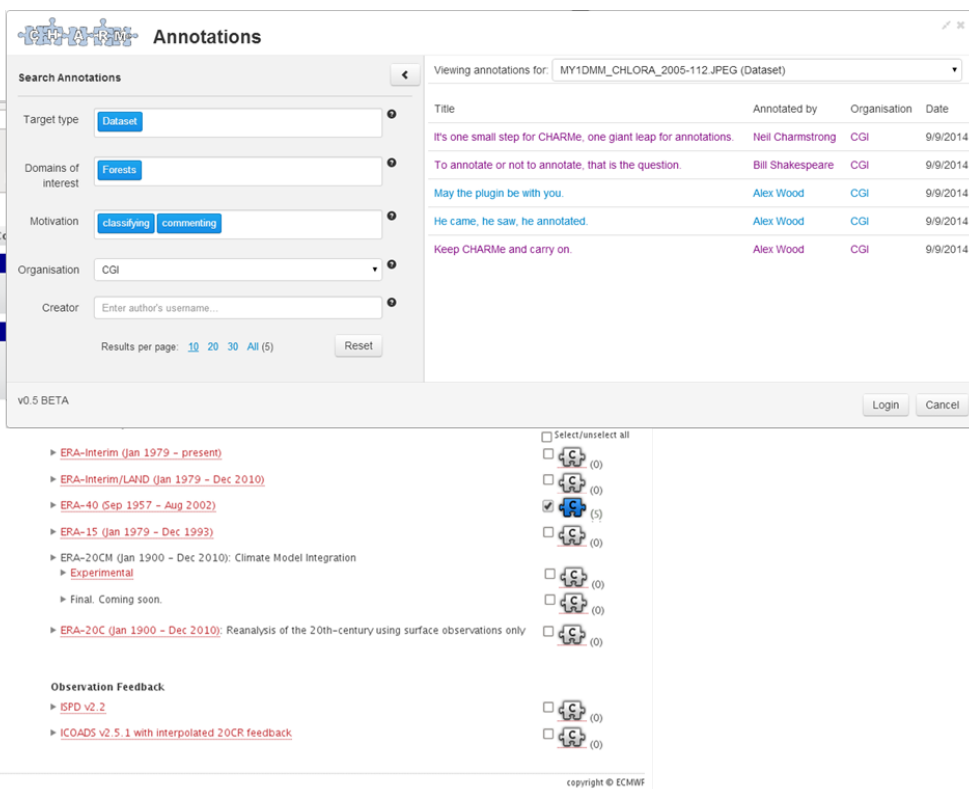 CHARMe Annotations
Search Annotations
Target type Dataset
Domains of interest Forests
Motivation classifying commenting
Organisation CGI
Creator Enter author's username...
Results per page: 10 20 30 All (5) Reset
Viewing annotations for: MY1DMM_CHLORA_2005-112.JPEG (Dataset)
Title Annotated by Organisation Date
It's one small step for CHARMe, one giant leap for annotations. Neil Charmstrong CGI 9/9/2014
To annotate or not to annotate, that is the question. Bill Shakespeare CGI 9/9/2014
May the plugin be with you. Alex Wood CGI 9/9/2014
He came, he saw, he annotated. Alex Wood CGI 9/9/2014
Keep CHARMe and carry on. Alex Wood CGI 9/9/2014
v0.5 BETA Login Cancel
Select/unselect all
ERA-Interim (Jan 1979 - present) C (0)
ERA-Interim/LAND (Jan 1979 - Dec 2010) C (0)
ERA-40 (Sep 1957 - Aug 2002) C (5)
ERA-15 (Jan 1979 - Dec 1993) C (0)
ERA-20CM (Jan 1900 - Dec 2010): Climate Model Integration
Experimental C (0)
Final. Coming soon. C (0)
ERA-20C (Jan 1900 - Dec 2010): Reanalysis of the 20th-century using surface observations only C (0)
Observation Feedback
ISPD v2.2 C (0)
ICOADS v2.5.1 with interpolated 20CR feedback C (0)
copyright © ECMWF